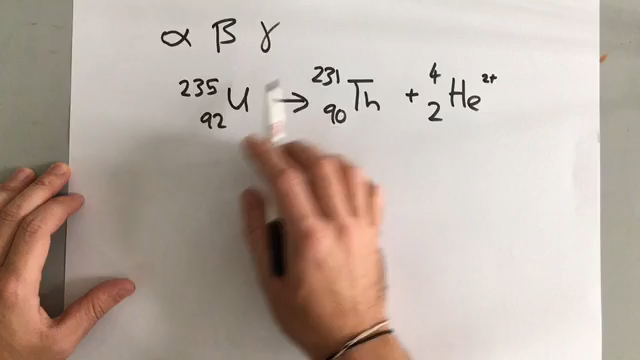 α β γ
²³⁵₉₂U → ²³¹₉₀Th + ⁴₂He²⁺